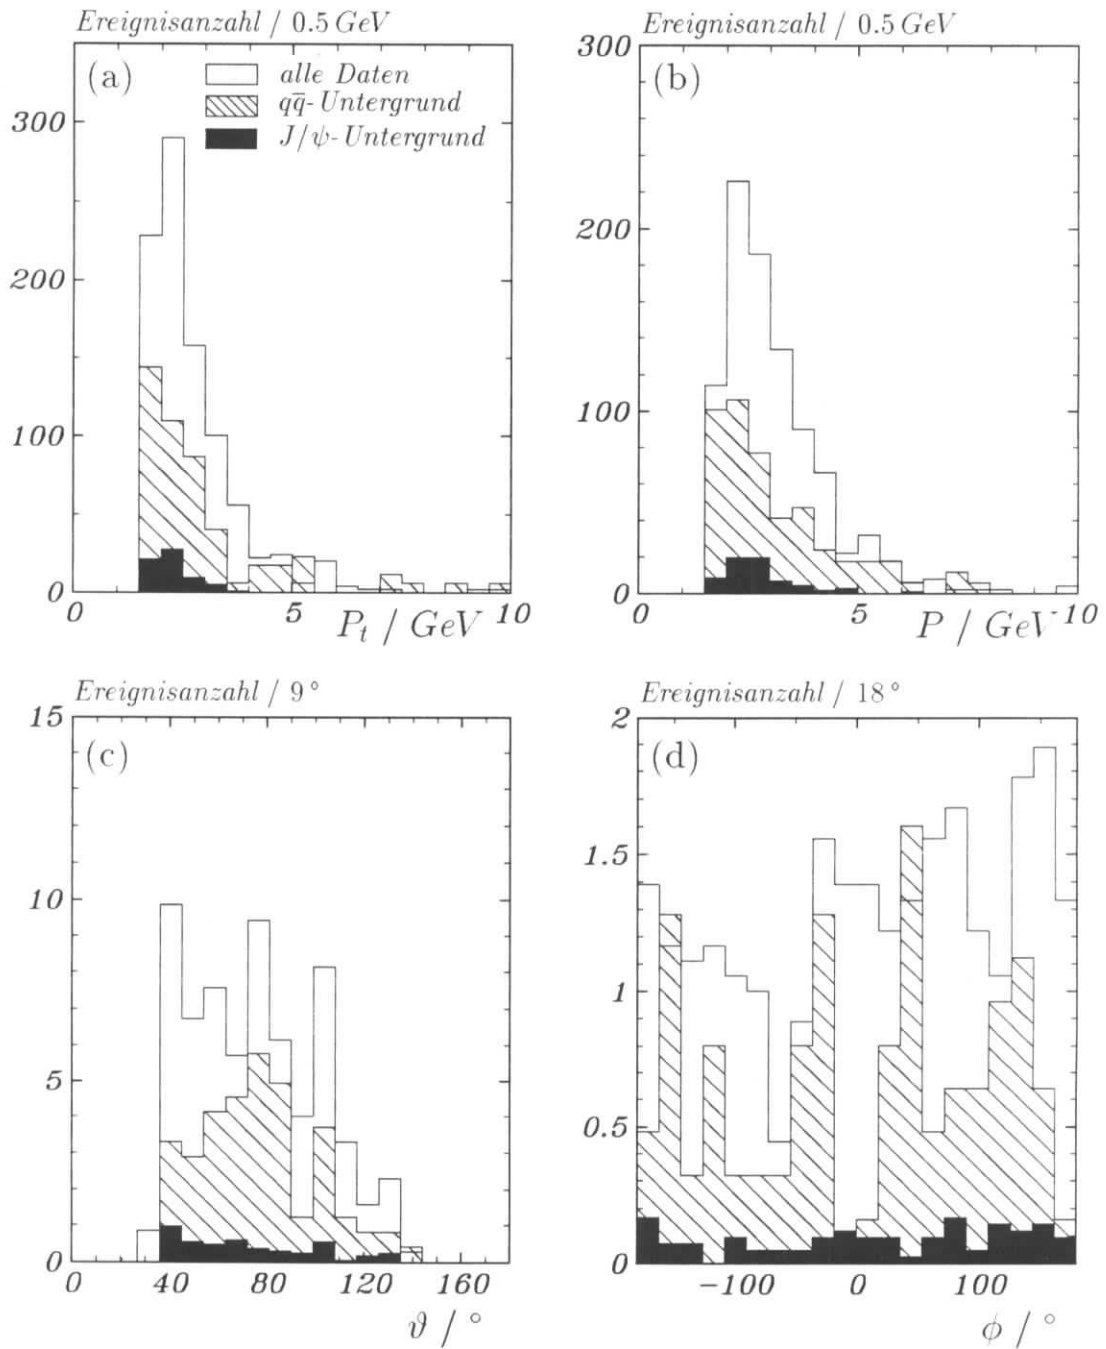 Ereignisanzahl / 0.5 GeV
(a)
alle Daten
qq̄-Untergrund
J/ψ-Untergrund
300
200
100
0
0 5 10
P_t / GeV
Ereignisanzahl / 0.5 GeV
(b)
300
200
100
0
0 5 10
P / GeV
Ereignisanzahl / 9°
(c)
15
10
5
0
0 40 80 120 160
ϑ / °
Ereignisanzahl / 18°
(d)
2
1.5
1
0.5
0
−100 0 100
ϕ / °